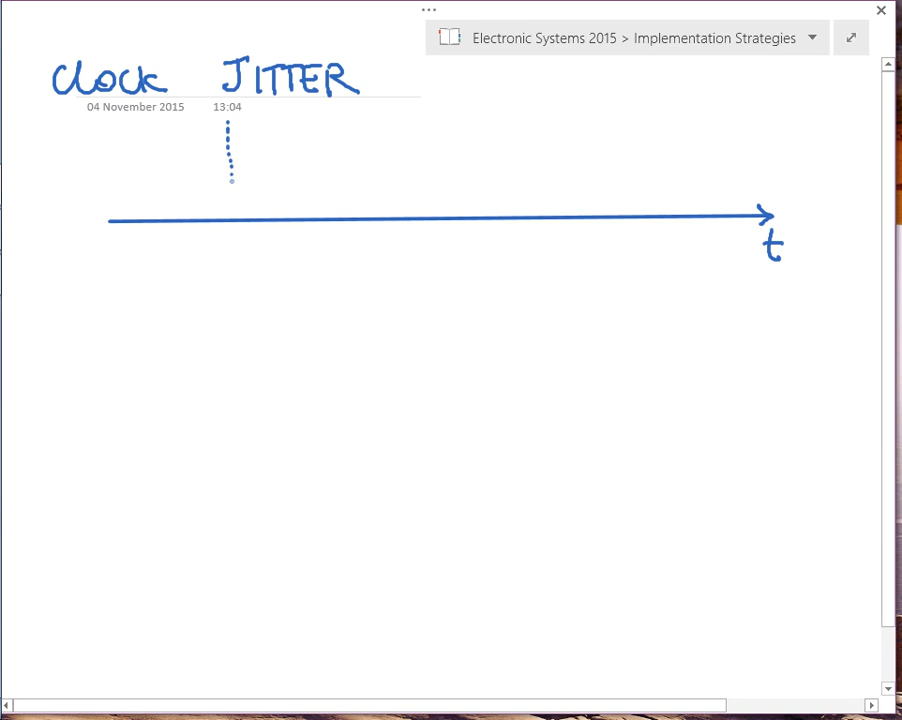 Electronic Systems 2015 > Implementation Strategies
Clock JITTER
04 November 2015 13:04
t